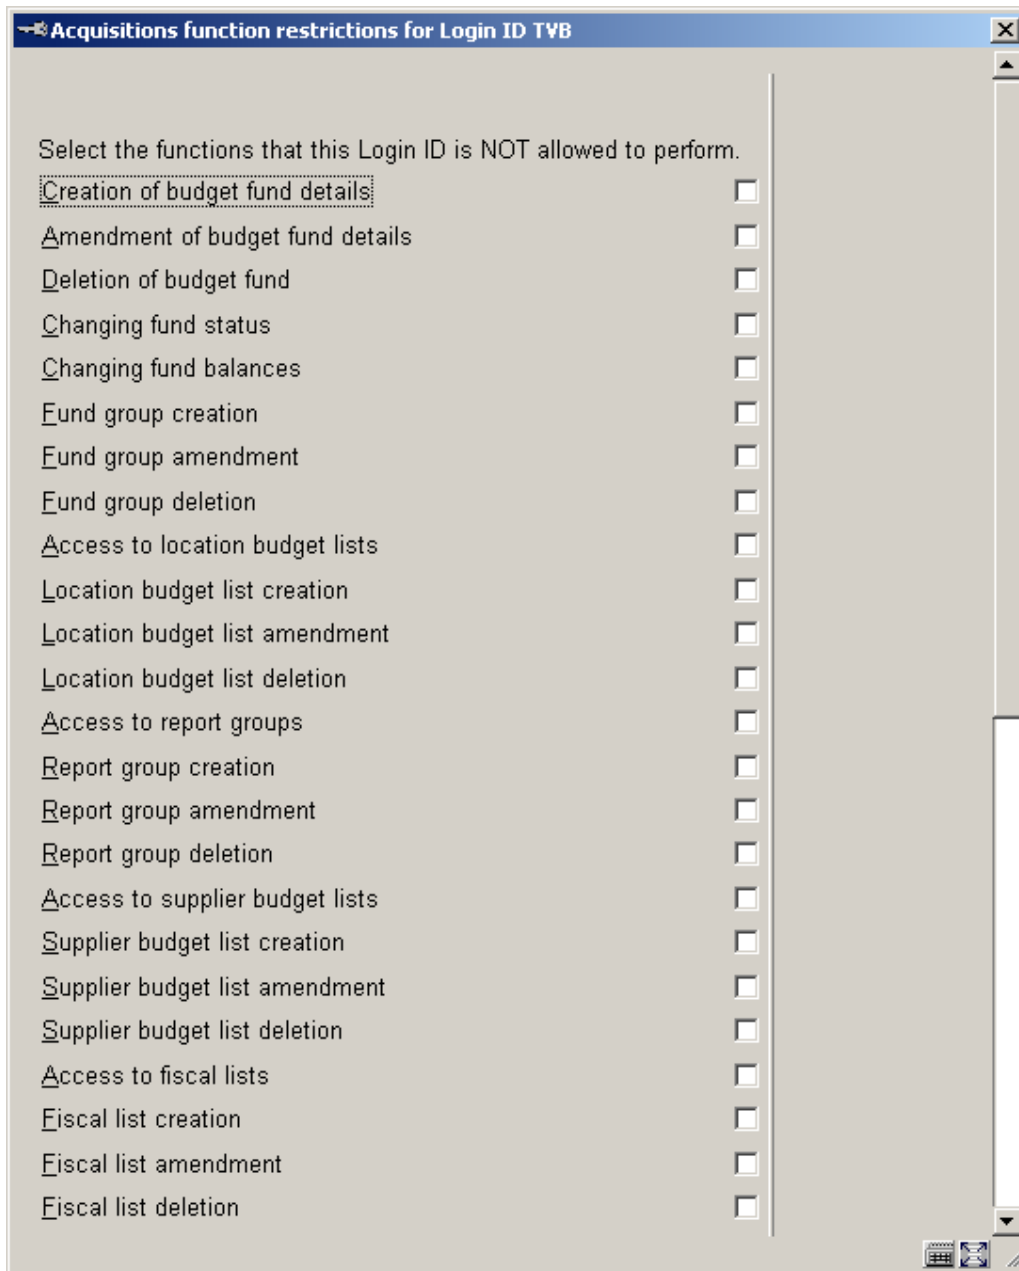 Acquisitions function restrictions for Login ID TVB
Select the functions that this Login ID is NOT allowed to perform.
Creation of budget fund details
Amendment of budget fund details
Deletion of budget fund
Changing fund status
Changing fund balances
Fund group creation
Fund group amendment
Fund group deletion
Access to location budget lists
Location budget list creation
Location budget list amendment
Location budget list deletion
Access to report groups
Report group creation
Report group amendment
Report group deletion
Access to supplier budget lists
Supplier budget list creation
Supplier budget list amendment
Supplier budget list deletion
Access to fiscal lists
Fiscal list creation
Fiscal list amendment
Fiscal list deletion